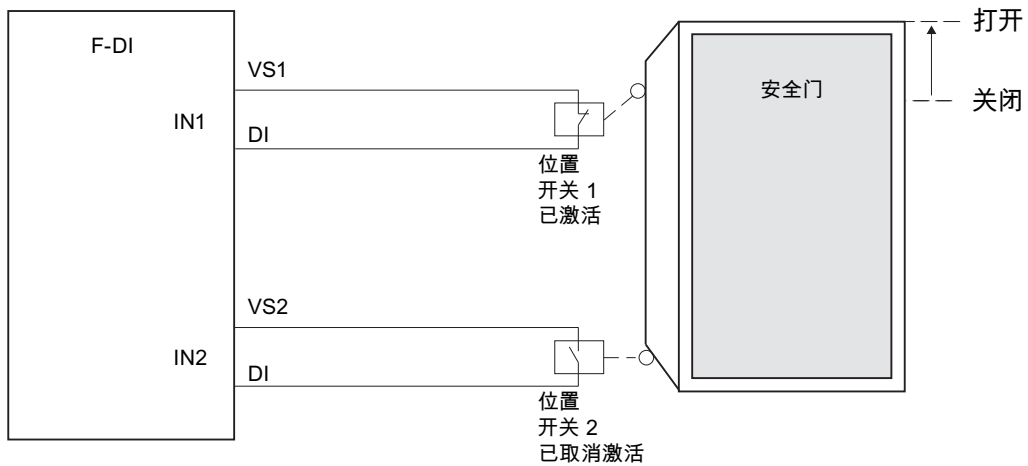 F-DI
打开
VS1
安全门
关闭
IN1
DI
位置
开关 1
已激活
VS2
IN2
DI
位置
开关 2
已取消激活